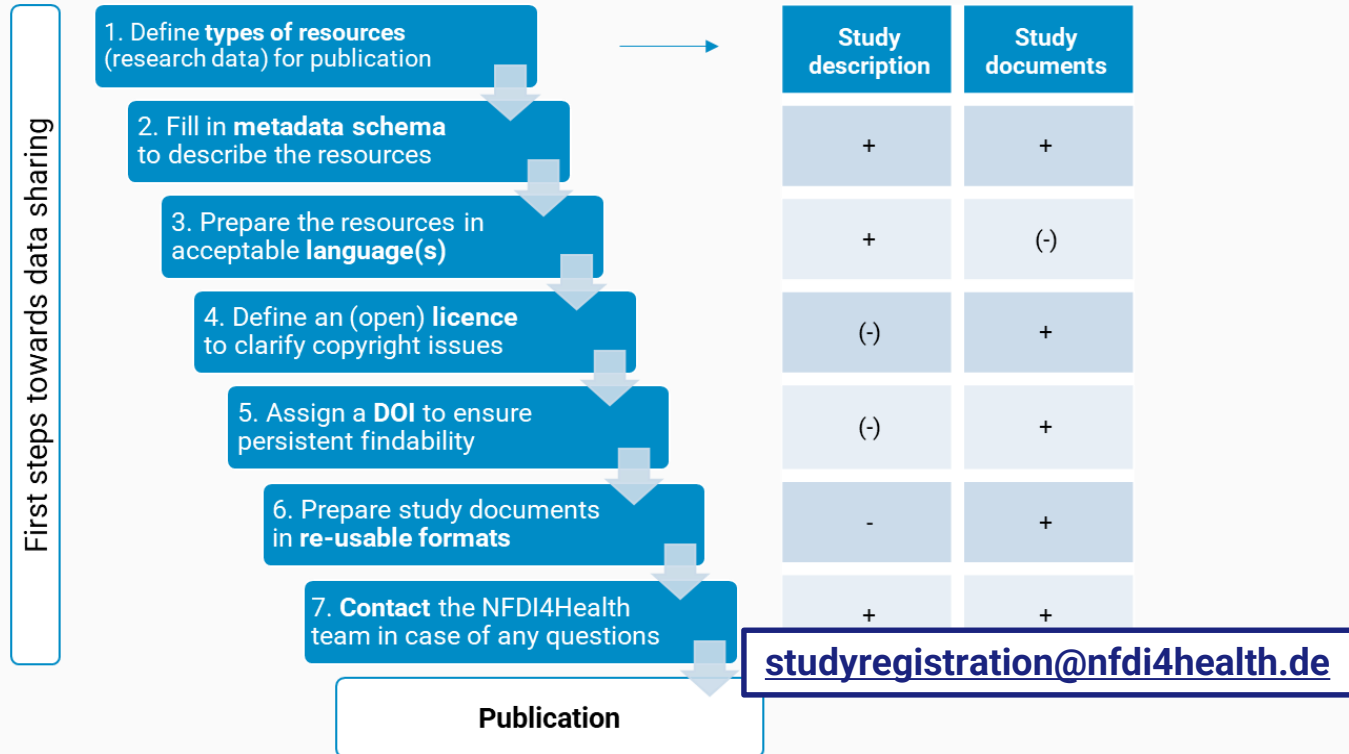 First steps towards data sharing
1. Define types of resources
(research data) for publication
Study
description
Study
documents
2. Fill in metadata schema
to describe the resources
+
+
3. Prepare the resources in
acceptable language(s)
+
(-)
4. Define an (open) licence
to clarify copyright issues
(-)
+
5. Assign a DOI to ensure
persistent findability
(-)
+
6. Prepare study documents
in re-usable formats
-
+
7. Contact the NFDI4Health
team in case of any questions
+
+
studyregistration@nfdi4health.de
Publication